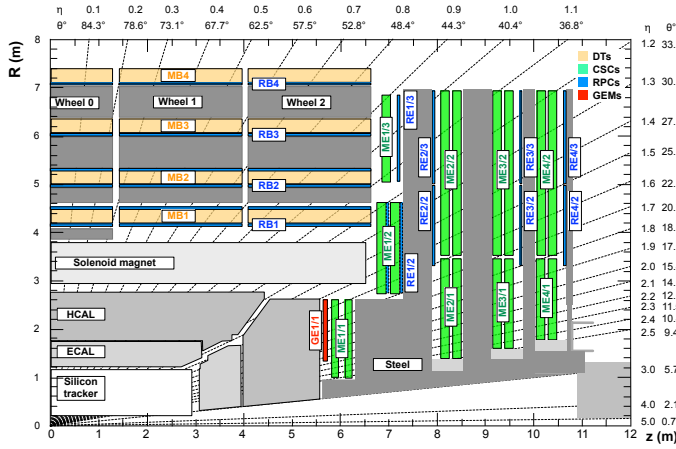 η 0.1 0.2 0.3 0.4 0.5 0.6 0.7 0.8 0.9 1.0 1.1
θ° 84.3° 78.6° 73.1° 67.7° 62.5° 57.5° 52.8° 48.4° 44.3° 40.4° 36.8° η θ°
R (m)
8
7
6
5
4
3
2
1
0
1.2 33.
1.3 30.
1.4 27.
1.5 25.
1.6 22.
1.7 20.
1.8 18.
1.9 17.
2.0 15.
2.1 14.
2.2 12.
2.3 11.
2.4 10.
2.5 9.4
3.0 5.7
4.0 2.1
5.0 0.7
DTs
CSCs
RPCs
GEMs
MB4
RB4
Wheel 0
Wheel 1
Wheel 2
MB3
RB3
MB2
RB2
MB1
RB1
Solenoid magnet
HCAL
ECAL
Silicon
tracker
Steel
GE1/1
ME1/1
ME1/2
ME1/3
RE1/3
RE1/2
RE2/3
RE2/2
ME2/2
ME2/1
ME3/2
ME3/1
RE3/3
RE3/2
ME4/2
ME4/1
RE4/3
RE4/2
0 1 2 3 4 5 6 7 8 9 10 11 12
z (m)